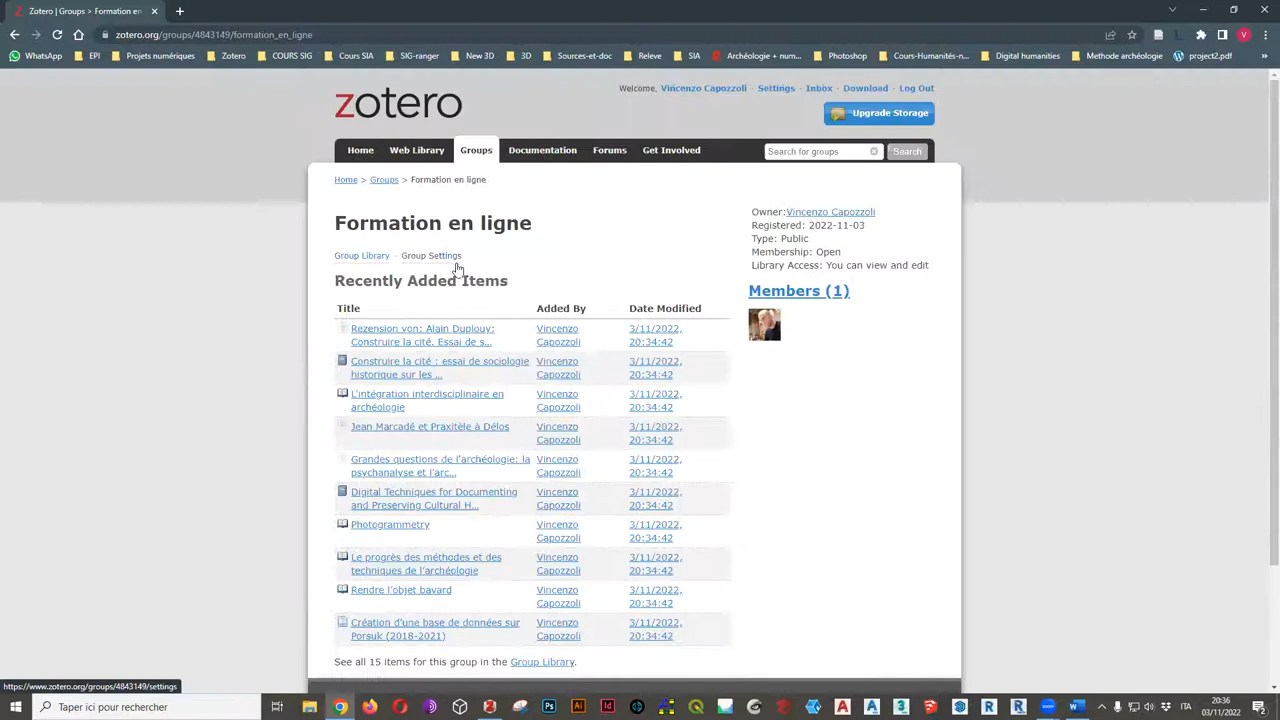 Zotero | Groups > Formation en
zotero.org/groups/4843149/formation_en_ligne
WhatsApp EPI Numériques Zotero COURS SIG Cours SIA SIG-ranger New 3D 3D Sources-et-doc Releve SIA Archéologie + num... Photoshop Cours-Humanités-n... Digital humanities Methode archéologie project2.pdf »
Welcome, Vincenzo Capozzoli · Settings · Inbox · Download · Log Out
zotero
Upgrade Storage
Home Web Library Groups Documentation Forums Get Involved
Search for groups Search
Home > Groups > Formation en ligne
Formation en ligne
Group Library · Group Settings
Recently Added Items
Title Added By Date Modified
Rezension von: Alain Duplouy: Vincenzo 3/11/2022,
Construire la cité. Essai de s... Capozzoli 20:34:42
Construire la cité : essai de sociologie Vincenzo 3/11/2022,
historique sur les ... Capozzoli 20:34:42
L'intégration interdisciplinaire en Vincenzo 3/11/2022,
archéologie Capozzoli 20:34:42
Jean Marcadé et Praxitèle à Délos Vincenzo 3/11/2022,
Capozzoli 20:34:42
Grandes questions de l'archéologie: la Vincenzo 3/11/2022,
psychanalyse et l'arc... Capozzoli 20:34:42
Digital Techniques for Documenting Vincenzo 3/11/2022,
and Preserving Cultural H... Capozzoli 20:34:42
Photogrammetry Vincenzo 3/11/2022,
Capozzoli 20:34:42
Le progrès des méthodes et des Vincenzo 3/11/2022,
techniques de l'archéologie Capozzoli 20:34:42
Rendre l'objet bavard Vincenzo 3/11/2022,
Capozzoli 20:34:42
Création d'une base de données sur Vincenzo 3/11/2022,
Porsuk (2018-2021) Capozzoli 20:34:42
See all 15 items for this group in the Group Library.
Owner:Vincenzo Capozzoli
Registered: 2022-11-03
Type: Public
Membership: Open
Library Access: You can view and edit
Members (1)
https://www.zotero.org/groups/4843149/settings
Taper ici pour rechercher
ITA
20:36
03/11/2022